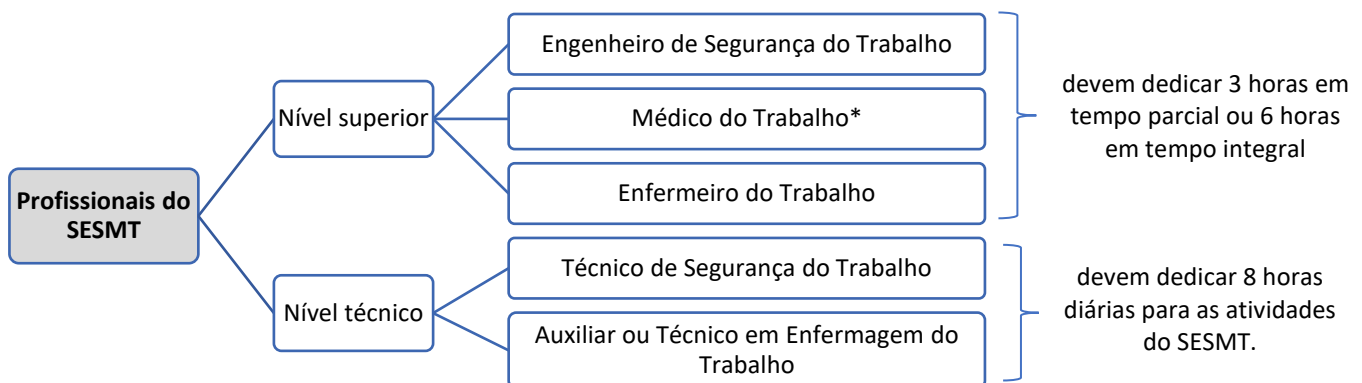 Profissionais do
SESMT
Nível superior
Engenheiro de Segurança do Trabalho
Médico do Trabalho*
Enfermeiro do Trabalho
devem dedicar 3 horas em
tempo parcial ou 6 horas
em tempo integral
Nível técnico
Técnico de Segurança do Trabalho
Auxiliar ou Técnico em Enfermagem do
Trabalho
devem dedicar 8 horas
diárias para as atividades
do SESMT.